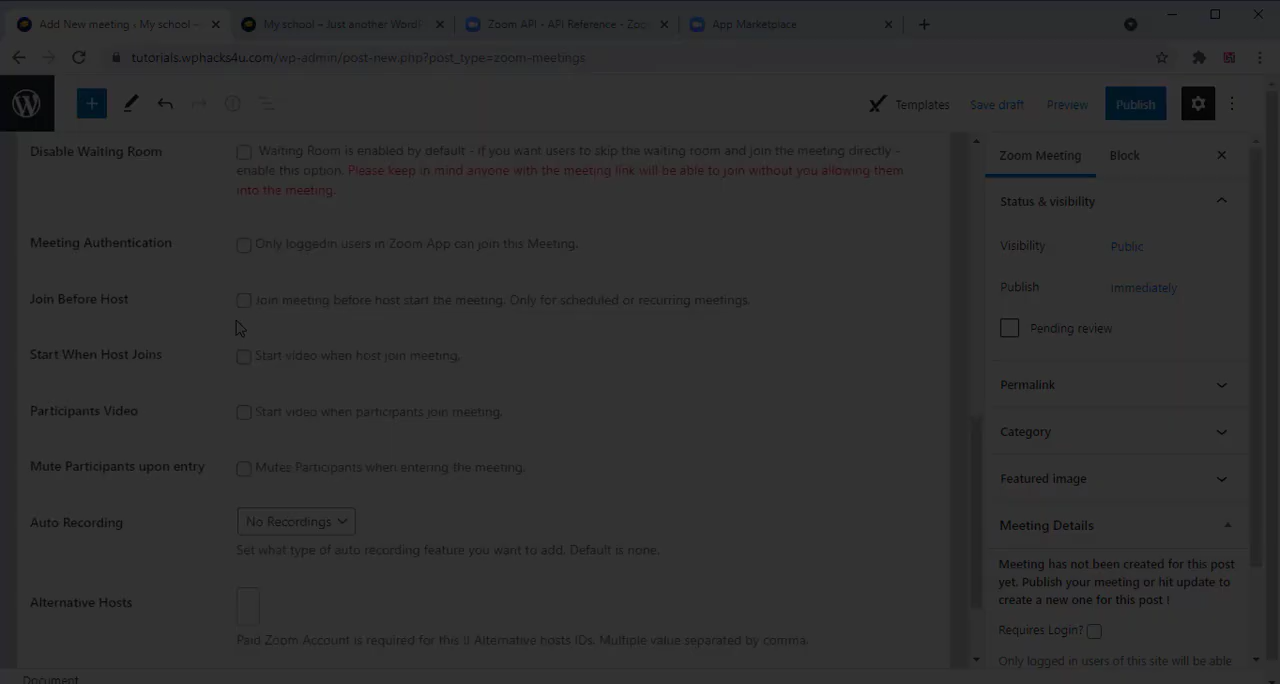 Add New meeting ‹ My school –
My school – Just another WordP
Zoom API - API Reference - Zoo
App Marketplace
tutorials.wphacks4u.com/wp-admin/post-new.php?post_type=zoom-meetings
Templates
Save draft
Preview
Publish
Disable Waiting Room
Waiting Room is enabled by default - if you want users to skip the waiting room and join the meeting directly -
enable this option. Please keep in mind anyone with the meeting link will be able to join without you allowing them
into the meeting.
Meeting Authentication
Only loggedin users in Zoom App can join this Meeting.
Join Before Host
Join meeting before host start the meeting. Only for scheduled or recurring meetings.
Start When Host Joins
Start video when host join meeting.
Participants Video
Start video when participants join meeting.
Mute Participants upon entry
Mutes Participants when entering the meeting.
Auto Recording
No Recordings
Set what type of auto recording feature you want to add. Default is none.
Alternative Hosts
Paid Zoom Account is required for this !! Alternative hosts IDs. Multiple value separated by comma.
Zoom Meeting
Block
Status & visibility
Visibility
Public
Publish
Immediately
Pending review
Permalink
Category
Featured image
Meeting Details
Meeting has not been created for this post
yet. Publish your meeting or hit update to
create a new one for this post !
Requires Login?
Only logged in users of this site will be able
Document